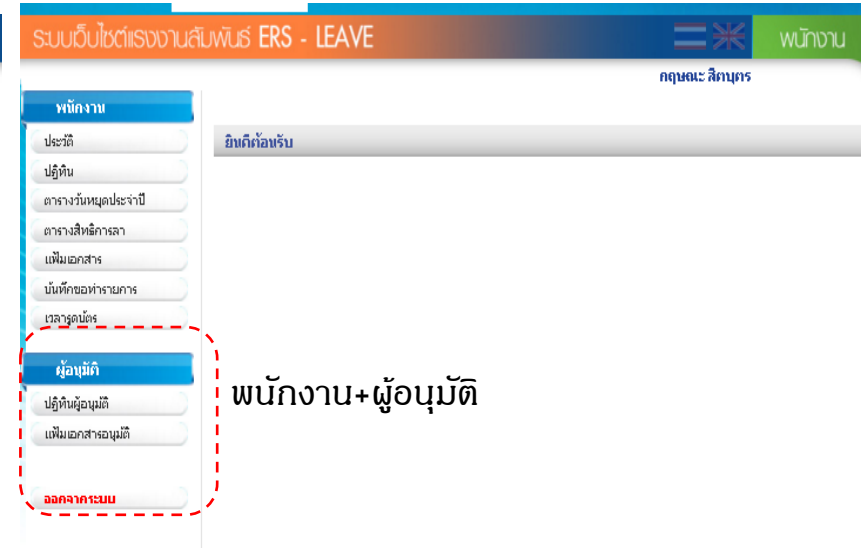 ระบบเว็บไซต์แรงงานสัมพันธ์ ERS - LEAVE
พนักงาน
กฤษณะ สีตบุตร
พนักงาน
ประวัติ
ปฏิทิน
ตารางวันหยุดประจำปี
ตารางสิทธิการลา
แฟ้มเอกสาร
บันทึกขอทำรายการ
เวลารูดบัตร
ยินดีต้อนรับ
ผู้อนุมัติ
ปฏิทินผู้อนุมัติ
แฟ้มเอกสารอนุมัติ
ออกจากระบบ
พนักงาน+ผู้อนุมัติ